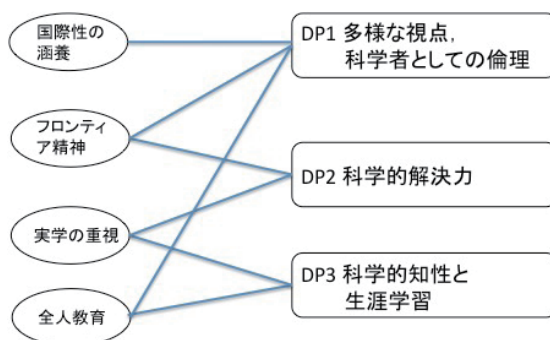 国際性の
涵養
フロンティ
ア精神
実学の重視
全人教育
DP1 多様な視点,
科学者としての倫理
DP2 科学的解決力
DP3 科学的知性と
生涯学習